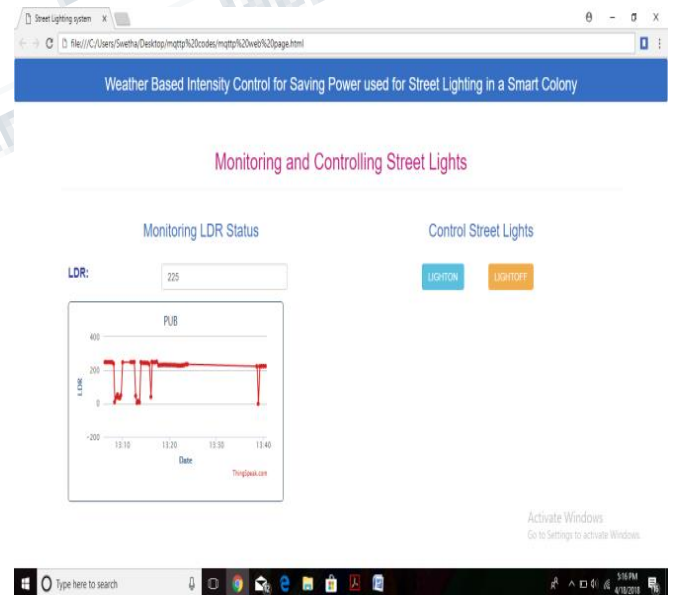 Street Lighting system
file:///C:/Users/Swetha/Desktop/mqttp%20codes/mqttp%20web%20page.html
Weather Based Intensity Control for Saving Power used for Street Lighting in a Smart Colony
Monitoring and Controlling Street Lights
Monitoring LDR Status
Control Street Lights
LDR:
225
LIGHTON
LIGHTOFF
PUB
400
200
0
-200
LDR
13:10
13:20
13:30
13:40
Date
ThingSpeak.com
Activate Windows
Go to Settings to activate Windows.
Type here to search
5:16 PM
4/18/2018